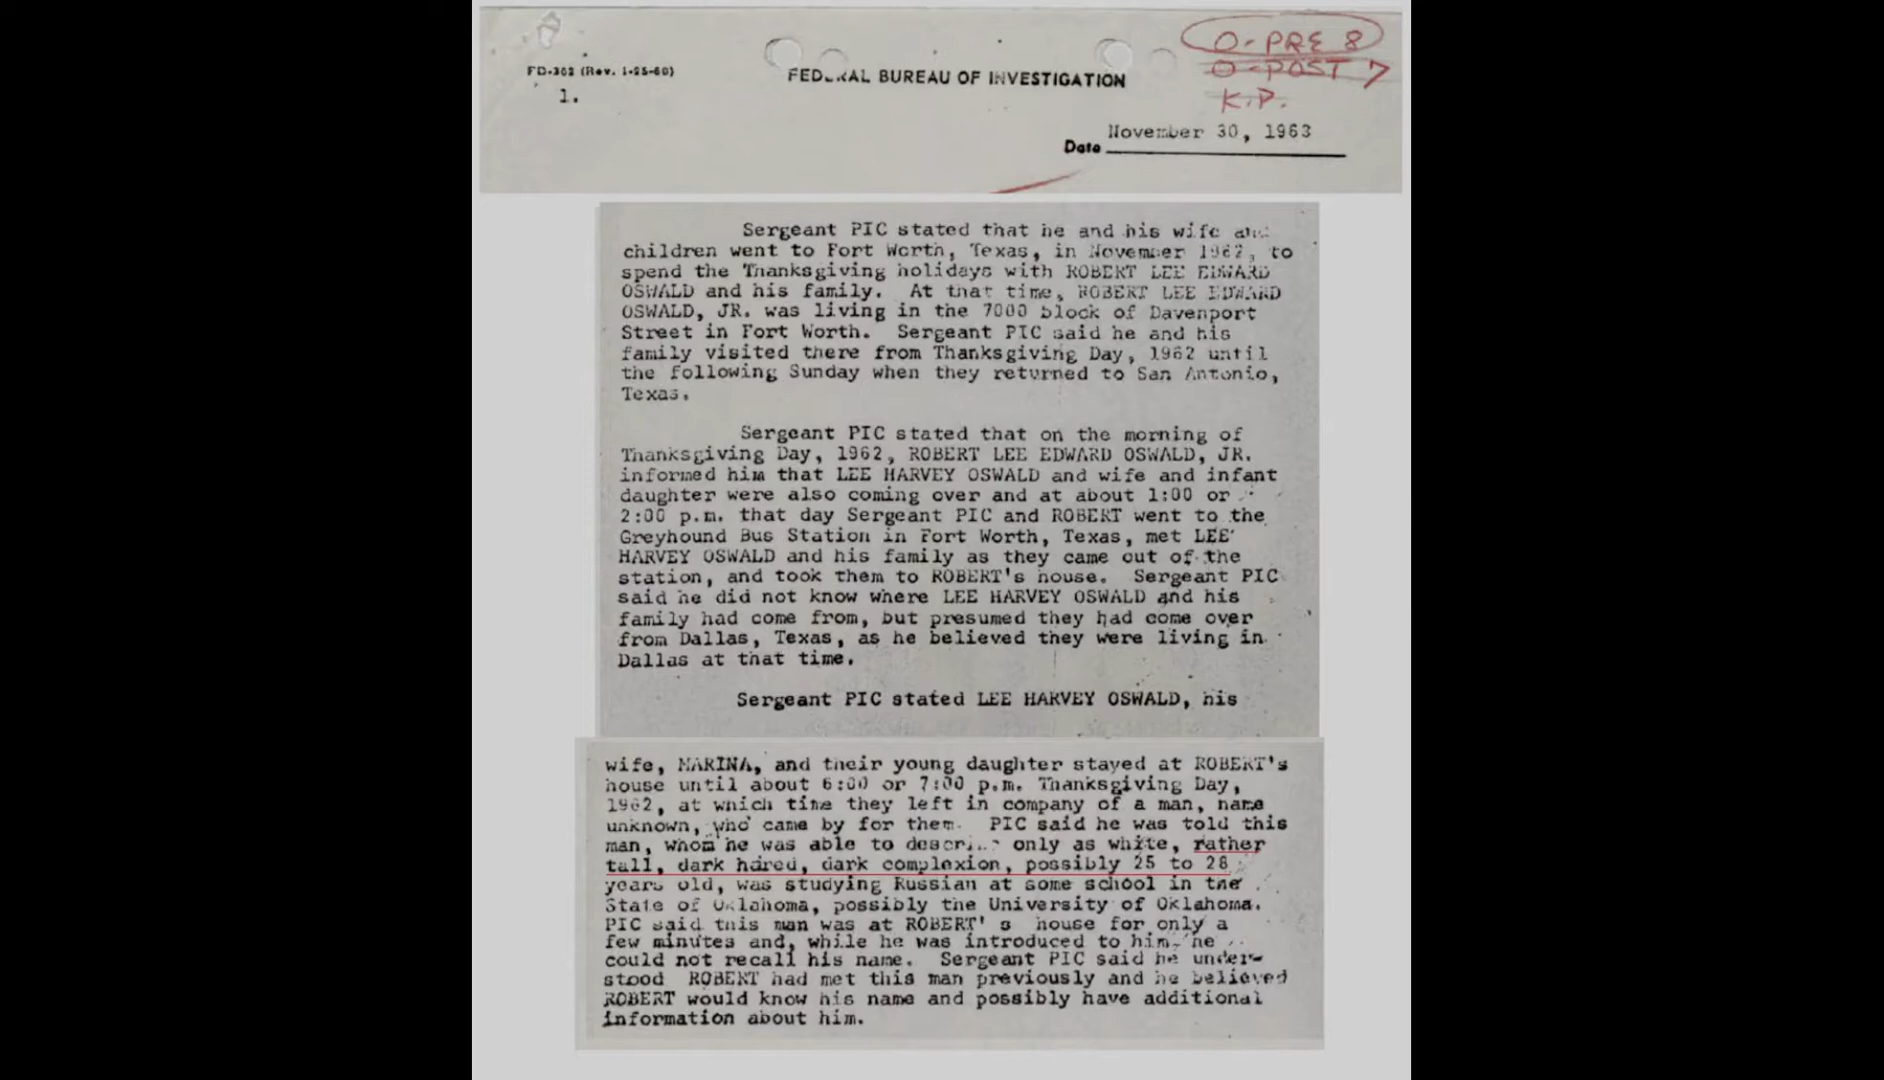 FD-302 (Rev. 1-25-60)
1.
FEDERAL BUREAU OF INVESTIGATION
O-PRE 8
O-POST 7
K.P.
November 30, 1963
Date
Sergeant PIC stated that he and his wife and
children went to Fort Worth, Texas, in November 1962, to
spend the Thanksgiving holidays with ROBERT LEE EDWARD
OSWALD and his family. At that time, ROBERT LEE EDWARD
OSWALD, JR. was living in the 7000 block of Davenport
Street in Fort Worth. Sergeant PIC said he and his
family visited there from Thanksgiving Day, 1962 until
the following Sunday when they returned to San Antonio,
Texas.
Sergeant PIC stated that on the morning of
Thanksgiving Day, 1962, ROBERT LEE EDWARD OSWALD, JR.
informed him that LEE HARVEY OSWALD and wife and infant
daughter were also coming over and at about 1:00 or
2:00 p.m. that day Sergeant PIC and ROBERT went to the
Greyhound Bus Station in Fort Worth, Texas, met LEE
HARVEY OSWALD and his family as they came out of the
station, and took them to ROBERT's house. Sergeant PIC
said he did not know where LEE HARVEY OSWALD and his
family had come from, but presumed they had come over
from Dallas, Texas, as he believed they were living in
Dallas at that time.
Sergeant PIC stated LEE HARVEY OSWALD, his
wife, MARINA, and their young daughter stayed at ROBERT's
house until about 6:00 or 7:00 p.m. Thanksgiving Day,
1962, at which time they left in company of a man, name
unknown, who came by for them. PIC said he was told this
man, whom he was able to describe only as white, rather
tall, dark haired, dark complexion, possibly 25 to 28
years old, was studying Russian at some school in the
State of Oklahoma, possibly the University of Oklahoma.
PIC said this man was at ROBERT' s house for only a
few minutes and, while he was introduced to him, he
could not recall his name. Sergeant PIC said he under-
stood ROBERT had met this man previously and he believed
ROBERT would know his name and possibly have additional
information about him.